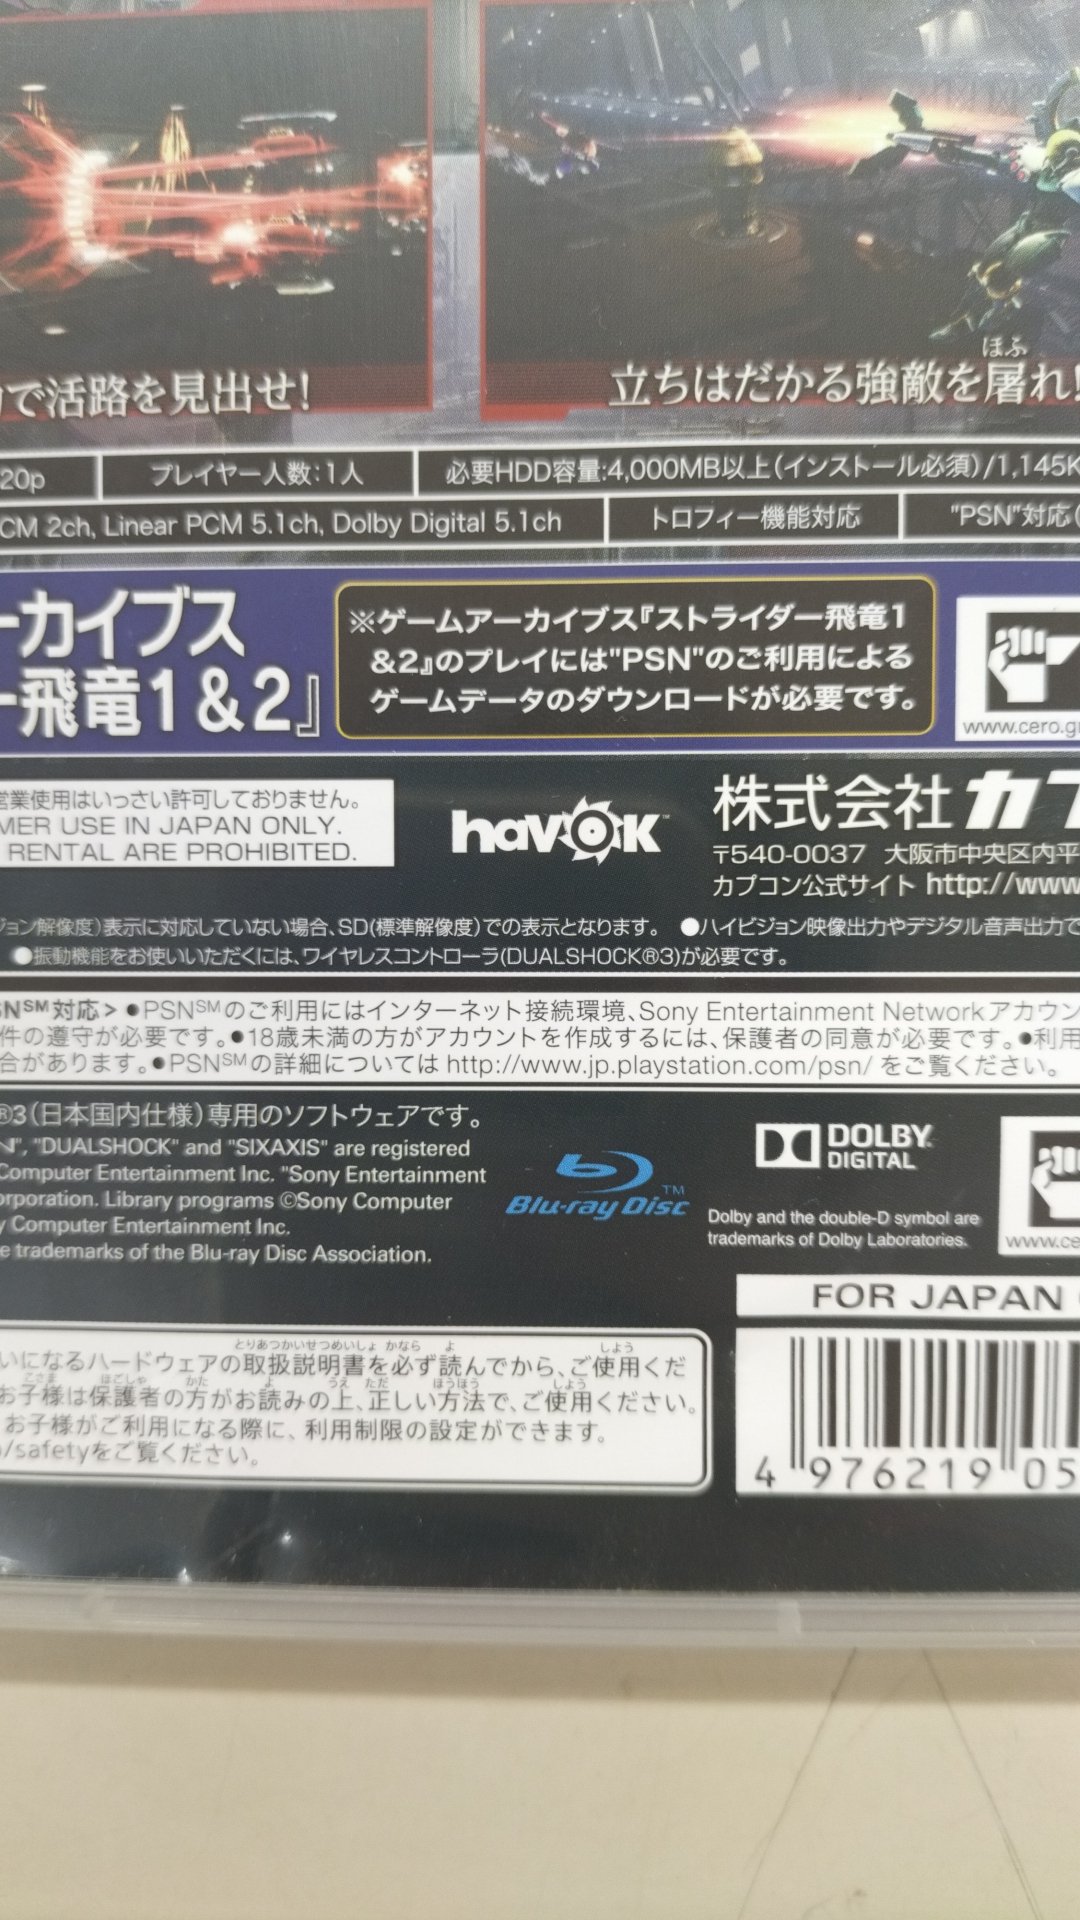 で活路を見出せ!
ほふ
立ちはだかる強敵を屠れ!
20p
プレイヤー人数:1人
必要HDD容量:4,000MB以上(インストール必須)/1,145K
CM 2ch, Linear PCM 5.1ch, Dolby Digital 5.1ch
トロフィー機能対応
"PSN"対応(
ーカイブス
ー飛竜1&2』
※ゲームアーカイブス『ストライダー飛竜1
&2』のプレイには"PSN"のご利用による
ゲームデータのダウンロードが必要です。
www.cero.g
営業使用はいっさい許可しておりません。
MER USE IN JAPAN ONLY.
RENTAL ARE PROHIBITED.
havok™
株式会社カプ
〒540-0037 大阪市中央区内平
カプコン公式サイト http://www
ジョン解像度)表示に対応していない場合、SD(標準解像度)での表示となります。 ●ハイビジョン映像出力やデジタル音声出力で
●振動機能をお使いいただくには、ワイヤレスコントローラ(DUALSHOCK®3)が必要です。
SN℠対応> ●PSN℠のご利用にはインターネット接続環境、Sony Entertainment Networkアカウン
件の遵守が必要です。●18歳未満の方がアカウントを作成するには、保護者の同意が必要です。●利用
合があります。●PSN℠の詳細については http://www.jp.playstation.com/psn/ をご覧ください。
®3(日本国内仕様)専用のソフトウェアです。
N", "DUALSHOCK" and "SIXAXIS" are registered
Computer Entertainment Inc. "Sony Entertainment
orporation. Library programs ©Sony Computer
y Computer Entertainment Inc.
e trademarks of the Blu-ray Disc Association.
Blu-ray Disc™
DOLBY
DIGITAL
Dolby and the double-D symbol are
trademarks of Dolby Laboratories.
www.ce
FOR JAPAN
とりあつかいせつめいしょ かなら よ しよう
いになるハードウェアの取扱説明書を必ず読んでから、ご使用くだ
こさま ほごしゃ かた よ うえ ただ ほうほう しよう
お子様は保護者の方がお読みの上、正しい方法で、ご使用ください。
お子様がご利用になる際に、利用制限の設定ができます。
/safetyをご覧ください。
4 976219 05